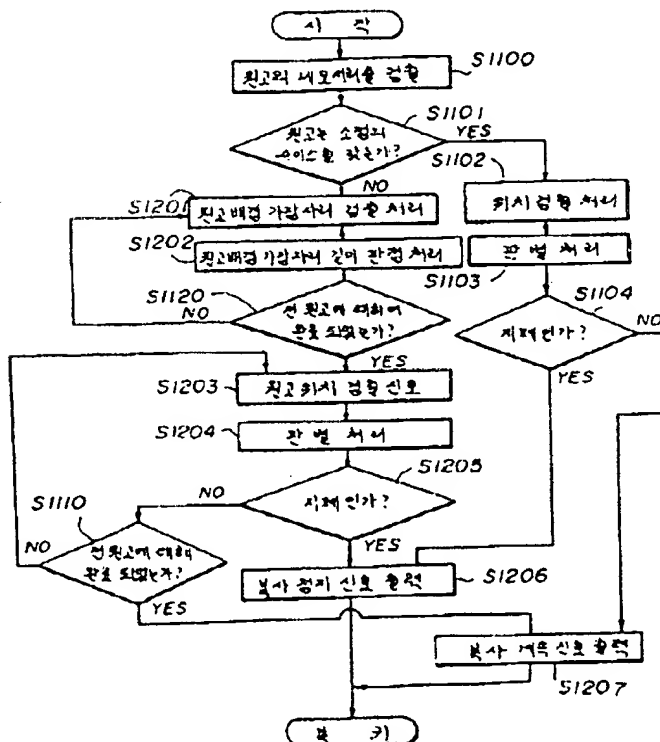 시 작
원고의 네모서리를 검출
S1100
원고는 소정의
사이즈를 갖는가?
S1101
YES
NO
S1102
위치 검출 처리
S1201
원고배경 가장자리 검출 처리
S1202
원고배경 가장자리 길이 판정 처리
판별 처리
S1103
S1120
전 원고에 대하여
완료 되었는가?
NO
YES
S1104
지폐인가?
NO
YES
S1203
원고위치 검출 신호
S1204
판별 처리
S1205
지폐인가?
NO
YES
S1110
전 원고에 대해
완료 되었는가?
NO
YES
복사 정지 신호 출력
S1206
복사 계속 신호 출력
S1207
복 귀